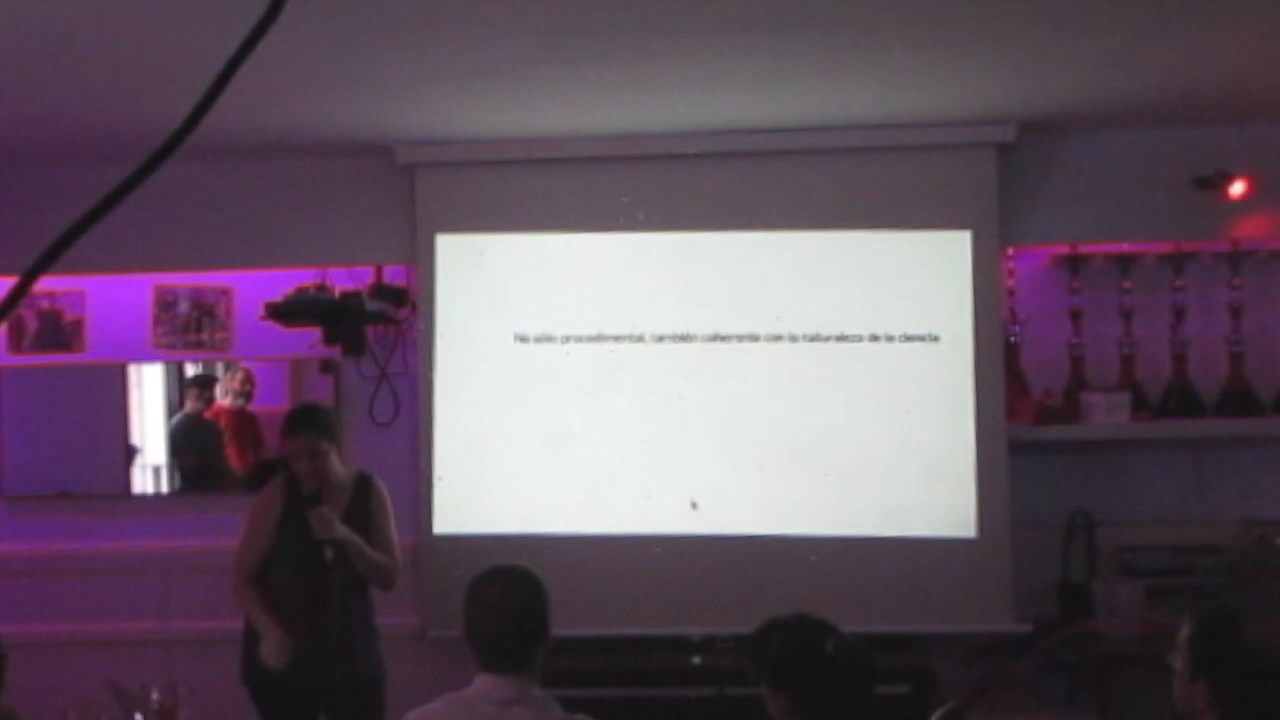 No sólo procedimental, también coherente con la naturaleza de la ciencia